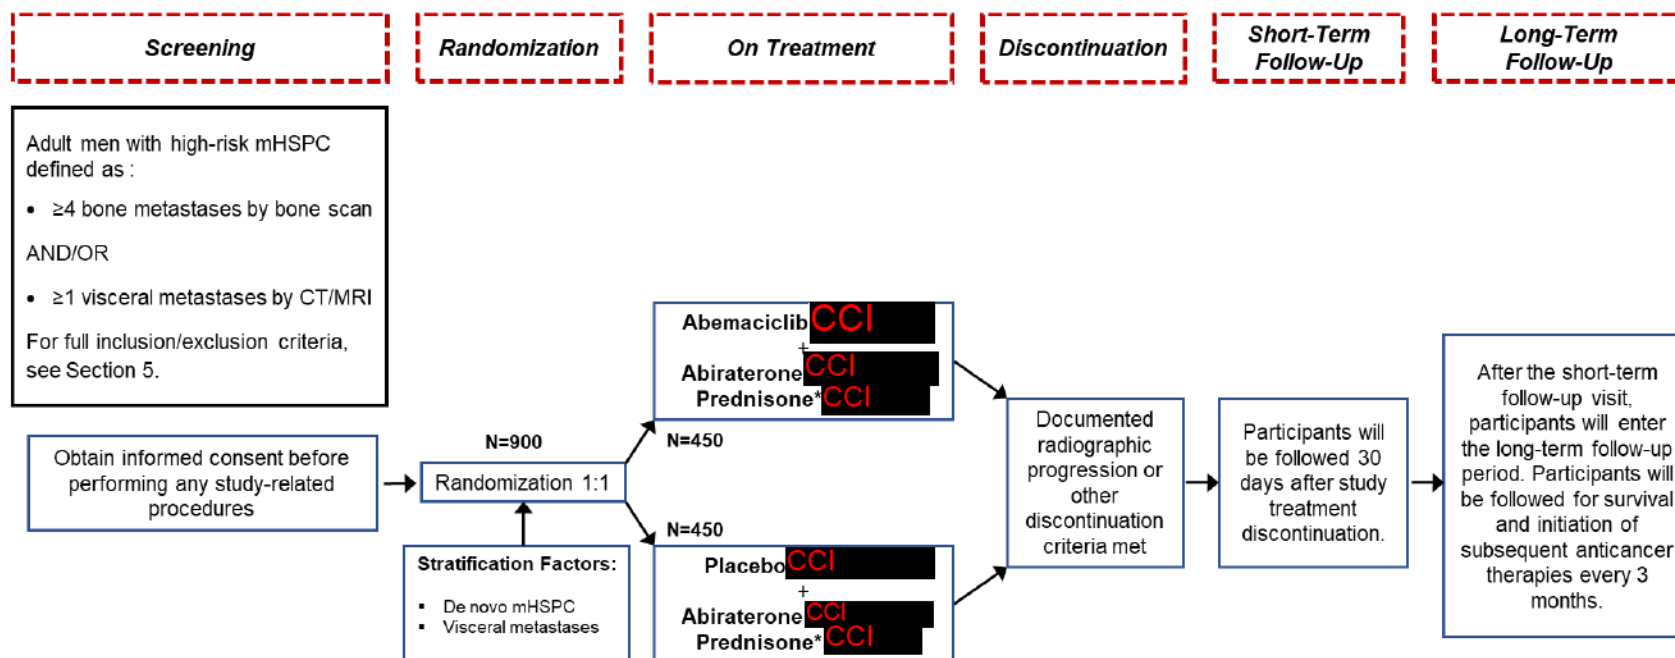 Screening
Randomization
On Treatment
Discontinuation
Short-Term
Follow-Up
Long-Term
Follow-Up
Adult men with high-risk mHSPC
defined as :
• ≥4 bone metastases by bone scan
AND/OR
• ≥1 visceral metastases by CT/MRI
For full inclusion/exclusion criteria,
see Section 5.
Obtain informed consent before
performing any study-related
procedures
N=900
Randomization 1:1
Stratification Factors:
▪ De novo mHSPC
▪ Visceral metastases
Abemaciclib CCI
+
Abiraterone CCI
Prednisone* CCI
N=450
N=450
Placebo CCI
+
Abiraterone CCI
Prednisone* CCI
Documented
radiographic
progression or
other
discontinuation
criteria met
Participants will
be followed 30
days after study
treatment
discontinuation.
After the short-term
follow-up visit,
participants will enter
the long-term follow-up
period. Participants will
be followed for survival
and initiation of
subsequent anticancer
therapies every 3
months.